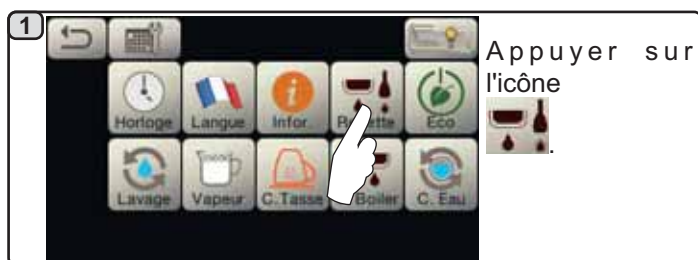 1
Appuyer sur
l'icône
.
Horloge Langue Infor. Eco
Lavage Vapeur C.Tasse Boiler C. Eau